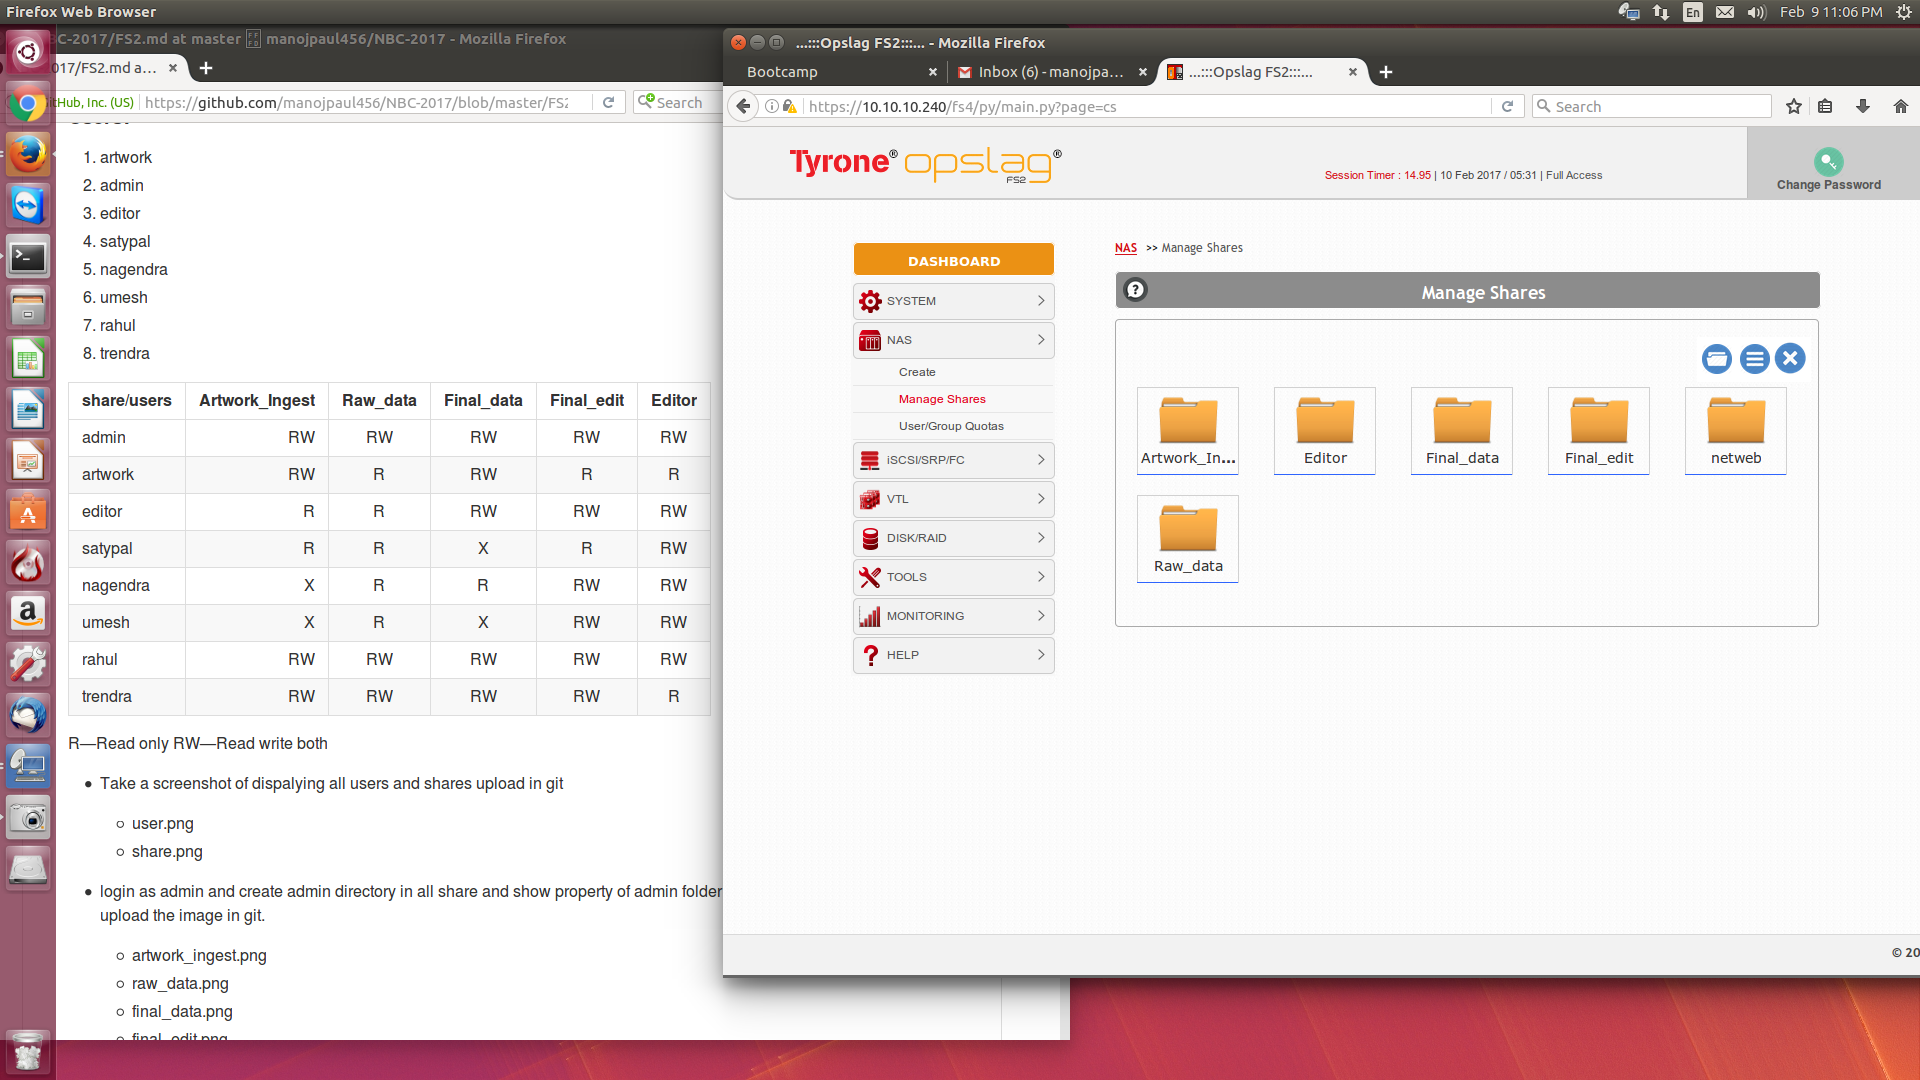 Firefox Web Browser
En
Feb 9 11:06 PM
C-2017/FS2.md at master manojpaul456/NBC-2017 - Mozilla Firefox
017/FS2.md a...
itHub, Inc. (US)
https://github.com/manojpaul456/NBC-2017/blob/master/FS2
Search
1. artwork
2. admin
3. editor
4. satypal
5. nagendra
6. umesh
7. rahul
8. trendra
share/users Artwork_Ingest Raw_data Final_data Final_edit Editor
admin RW RW RW RW RW
artwork RW R RW R R
editor R R RW RW RW
satypal R R X R RW
nagendra X R R RW RW
umesh X R X RW RW
rahul RW RW RW RW RW
trendra RW RW RW RW R
R—Read only RW—Read write both
Take a screenshot of dispalying all users and shares upload in git
user.png
share.png
login as admin and create admin directory in all share and show property of admin folder
upload the image in git.
artwork_ingest.png
raw_data.png
final_data.png
final_edit.png
...:::Opslag FS2:::... - Mozilla Firefox
Bootcamp
Inbox (6) - manojpa...
...:::Opslag FS2:::...
https://10.10.10.240/fs4/py/main.py?page=cs
Search
Tyrone® opslag® FS2
Session Timer : 14.95 | 10 Feb 2017 / 05:31 | Full Access
Change Password
DASHBOARD
SYSTEM
NAS
Create
Manage Shares
User/Group Quotas
iSCSI/SRP/FC
VTL
DISK/RAID
TOOLS
MONITORING
HELP
NAS >> Manage Shares
Manage Shares
Artwork_In...
Editor
Final_data
Final_edit
netweb
Raw_data
© 20